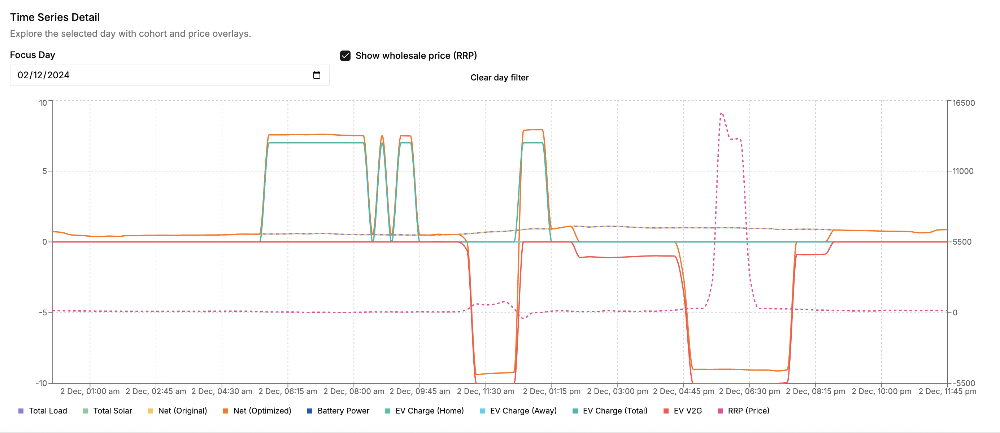 Time Series Detail
Explore the selected day with cohort and price overlays.
Focus Day
Show wholesale price (RRP)
02/12/2024
Clear day filter
10
16500
5
11000
0
5500
-5
0
-10
-5500
2 Dec, 01:00 am 2 Dec, 02:45 am 2 Dec, 04:30 am 2 Dec, 06:15 am 2 Dec, 08:00 am 2 Dec, 09:45 am 2 Dec, 11:30 am 2 Dec, 01:15 pm 2 Dec, 03:00 pm 2 Dec, 04:45 pm 2 Dec, 06:30 pm 2 Dec, 08:15 pm 2 Dec, 10:00 pm 2 Dec, 11:45 pm
Total Load Total Solar Net (Original) Net (Optimized) Battery Power EV Charge (Home) EV Charge (Away) EV Charge (Total) EV V2G RRP (Price)